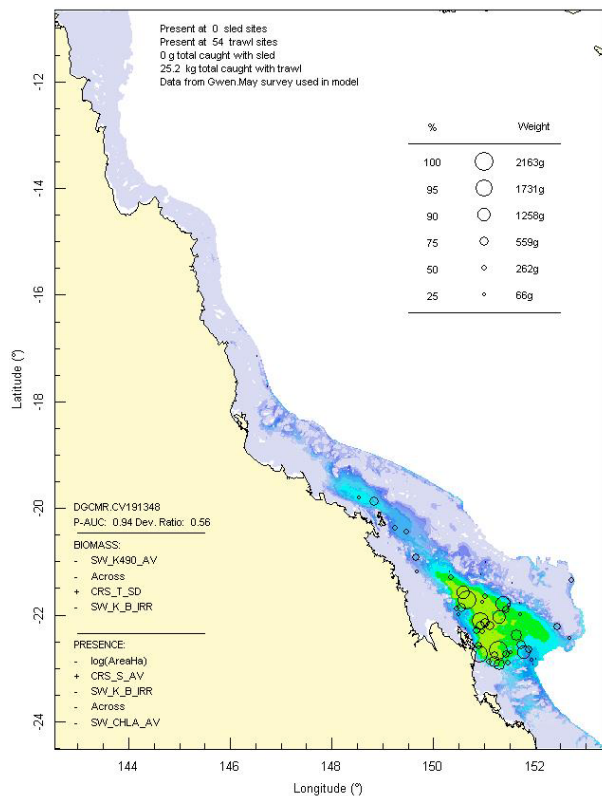 Present at 0 sled sites
Present at 54 trawl sites
0 g total caught with sled
25.2 kg total caught with trawl
Data from Gwen.May survey used in model
% Weight
100 2163g
95 1731g
90 1258g
75 559g
50 262g
25 66g
-12
-14
-16
-18
-20
-22
-24
Latitude (°)
DGCMR.CV191348
P-AUC: 0.94 Dev. Ratio: 0.56
BIOMASS:
- SW_K490_AV
- Across
+ CRS_T_SD
- SW_K_B_IRR
PRESENCE:
- log(AreaHa)
+ CRS_S_AV
- SW_K_B_IRR
- Across
- SW_CHLA_AV
144 146 148 150 152
Longitude (°)